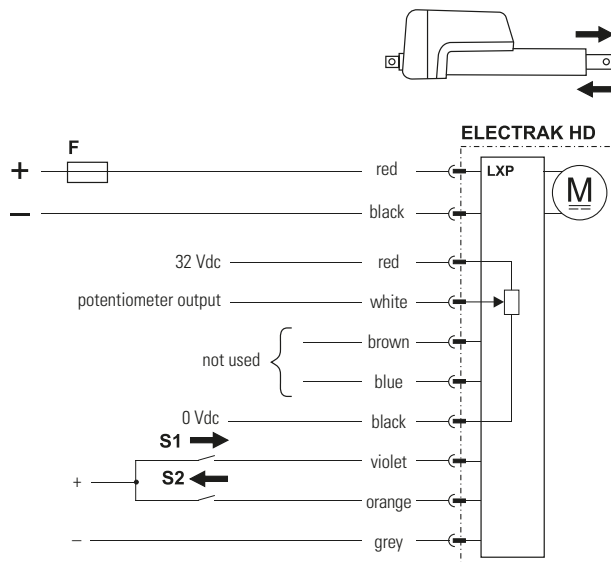 ELECTRAK HD
F
+ red LXP
M
– black
32 Vdc red
potentiometer output white
brown
not used
blue
0 Vdc black
S1
violet
S2
+
orange
– grey